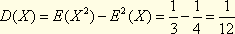 D(X) = E(X²) − E²(X) = 1/3 − 1/4 = 1/12